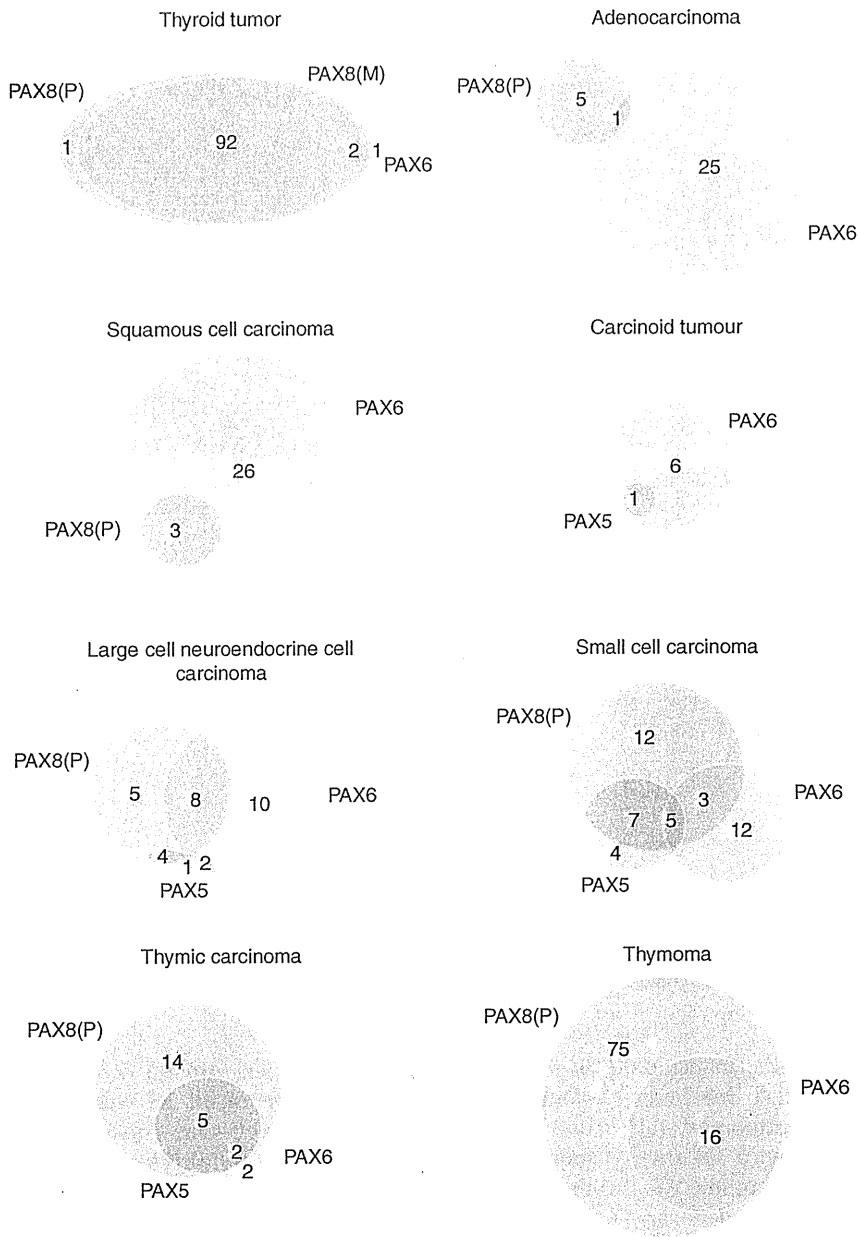 Thyroid tumor
PAX8(P)
PAX8(M)
1
92
2
1
PAX6
Adenocarcinoma
PAX8(P)
5
1
25
PAX6
Squamous cell carcinoma
PAX6
26
PAX8(P)
3
Carcinoid tumour
PAX6
6
1
PAX5
Large cell neuroendocrine cell
carcinoma
PAX8(P)
5
8
10
PAX6
4
1
2
PAX5
Small cell carcinoma
PAX8(P)
12
3
PAX6
7
5
12
4
PAX5
Thymic carcinoma
PAX8(P)
14
5
2
2
PAX6
PAX5
Thymoma
PAX8(P)
75
PAX6
16